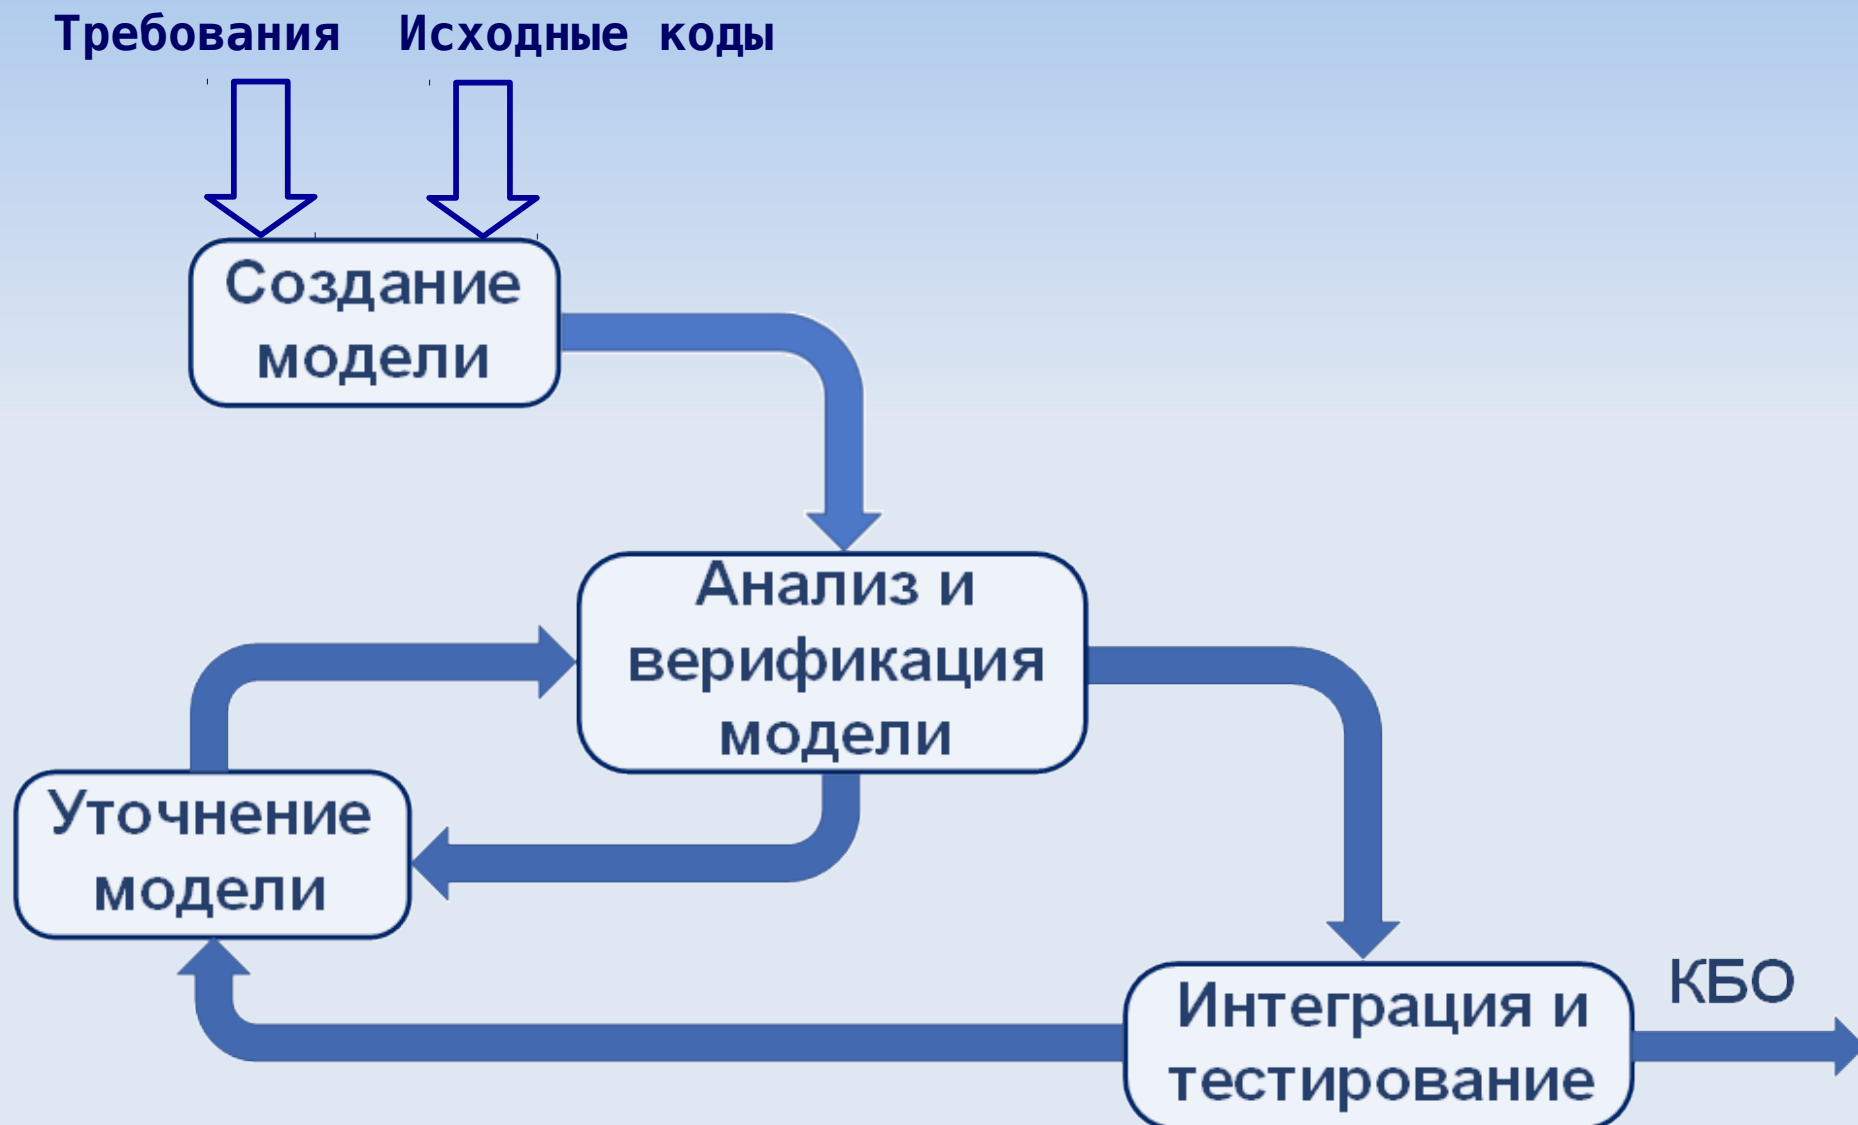 Требования Исходные коды
Создание
модели
Анализ и
верификация
модели
Уточнение
модели
КБО
Интеграция и
тестирование